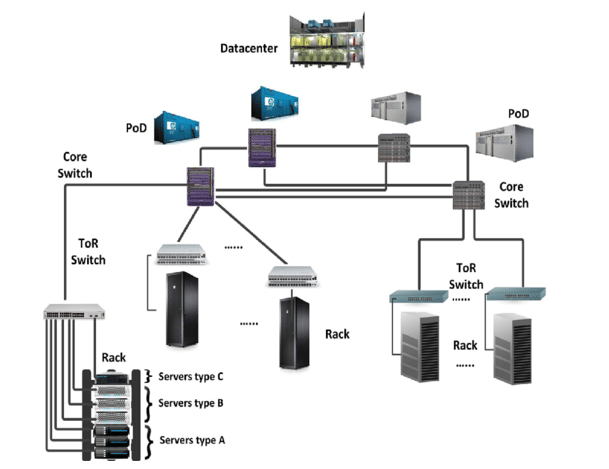 Datacenter
PoD
PoD
Core
Switch
Core
Switch
ToR
Switch
......
ToR
Switch
......
......
Rack
Rack
......
Rack
Servers type C
Servers type B
Servers type A